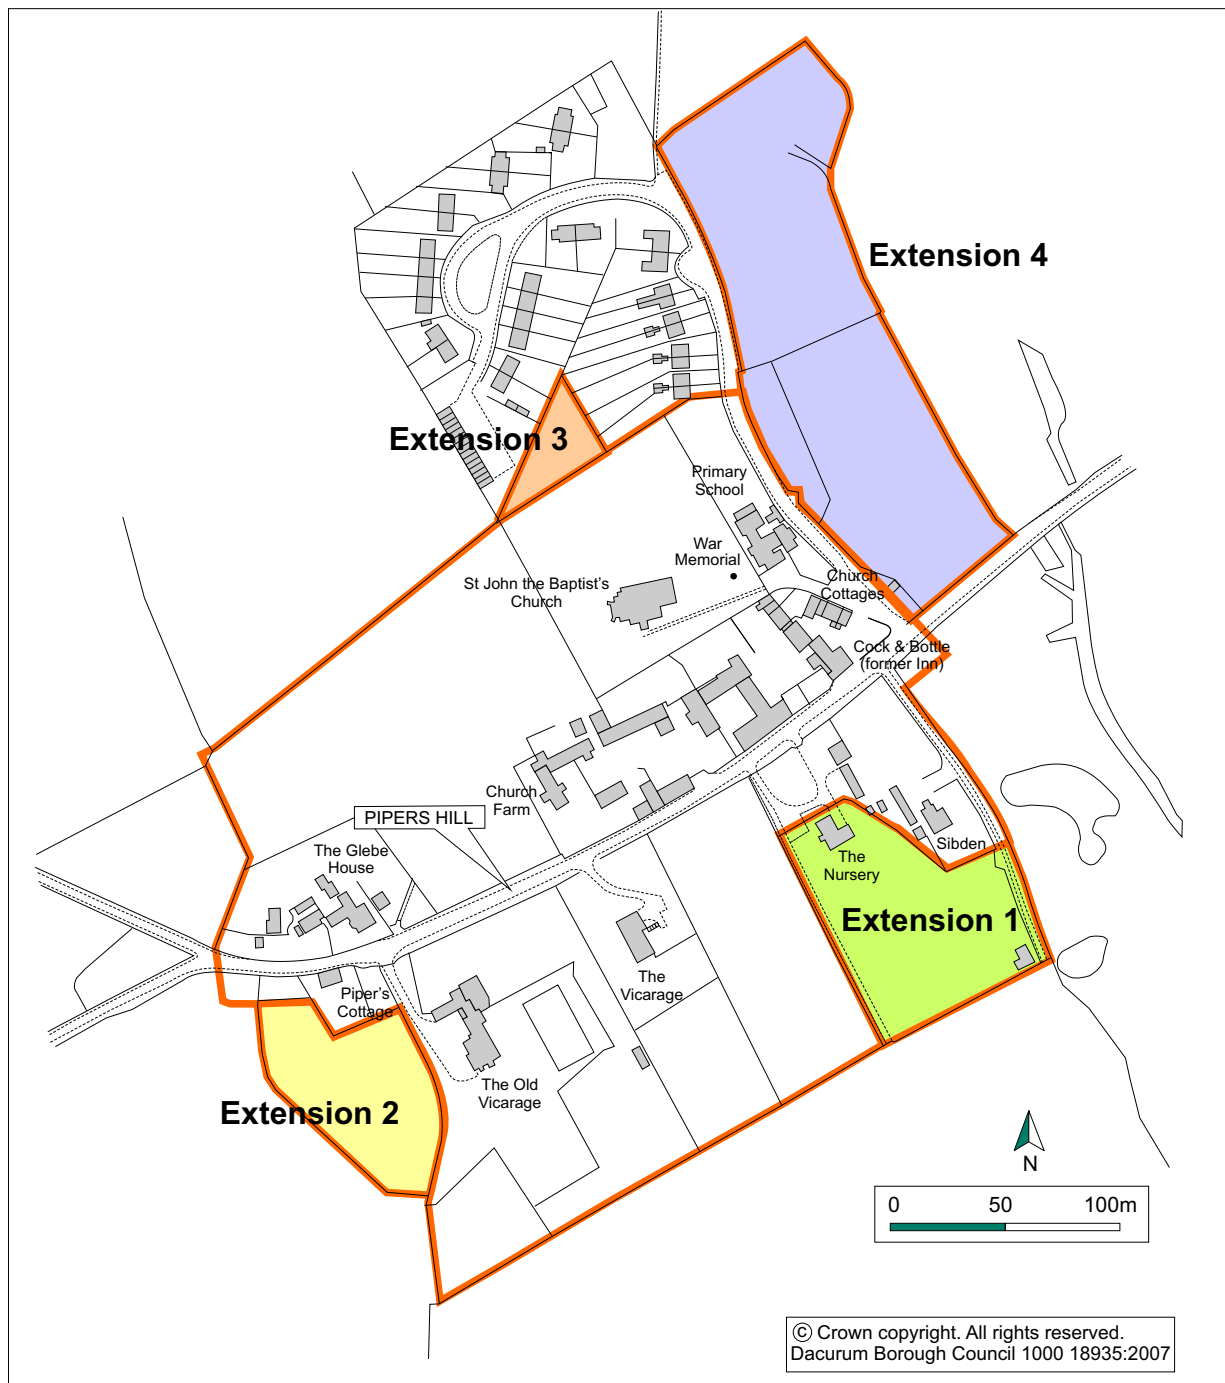 Extension 4
Extension 3
Primary
School
War
Memorial
St John the Baptist's
Church
Church
Cottages
Cock & Bottle
(former Inn)
Church
Farm
PIPERS HILL
The Glebe
House
Sibden
The
Nursery
Extension 1
The
Vicarage
Piper's
Cottage
The Old
Vicarage
Extension 2
N
0 50 100m
© Crown copyright. All rights reserved.
Dacurum Borough Council 1000 18935:2007